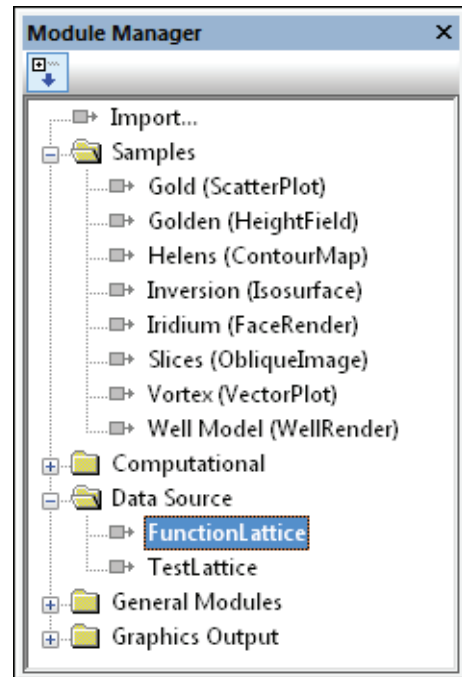 Module Manager
Import...
Samples
Gold (ScatterPlot)
Golden (HeightField)
Helens (ContourMap)
Inversion (Isosurface)
Iridium (FaceRender)
Slices (ObliqueImage)
Vortex (VectorPlot)
Well Model (WellRender)
Computational
Data Source
FunctionLattice
TestLattice
General Modules
Graphics Output